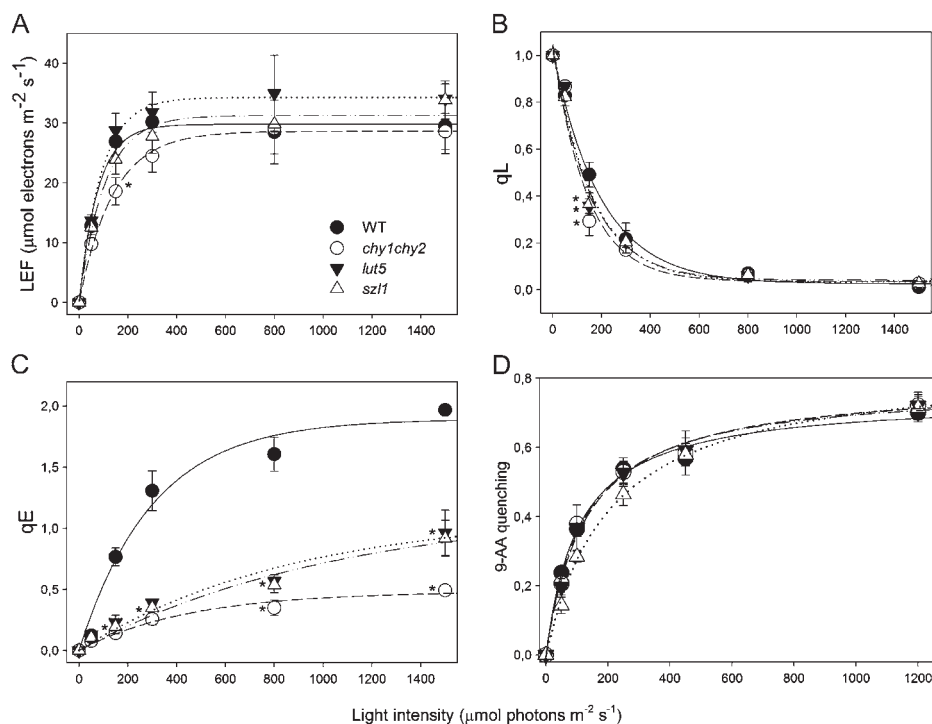 A
LEF (μmol electrons m-2 s-1)
40
30
20
10
0
*
WT
chy1chy2
lut5
szl1
0 200 400 600 800 1000 1200 1400
B
qL
1,0
0,8
0,6
0,4
0,2
0,0
*
*
*
0 200 400 600 800 1000 1200 1400
C
qE
2,0
1,5
1,0
0,5
0,0
* * * * * *
0 200 400 600 800 1000 1200 1400
D
9-AA quenching
0,8
0,6
0,4
0,2
0,0
0 200 400 600 800 1000 1200
Light intensity (μmol photons m-2 s-1)